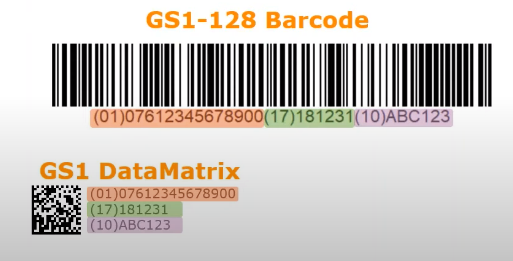 GS1-128 Barcode
(01)07612345678900(17)181231(10)ABC123
GS1 DataMatrix
(01)07612345678900
(17)181231
(10)ABC123